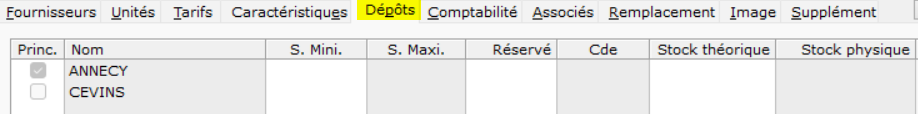 Fournisseurs Unités Tarifs Caractéristiques Dépôts Comptabilité Associés Remplacement Image Supplément
Princ. Nom S. Mini. S. Maxi. Réservé Cde Stock théorique Stock physique
ANNECY
CEVINS